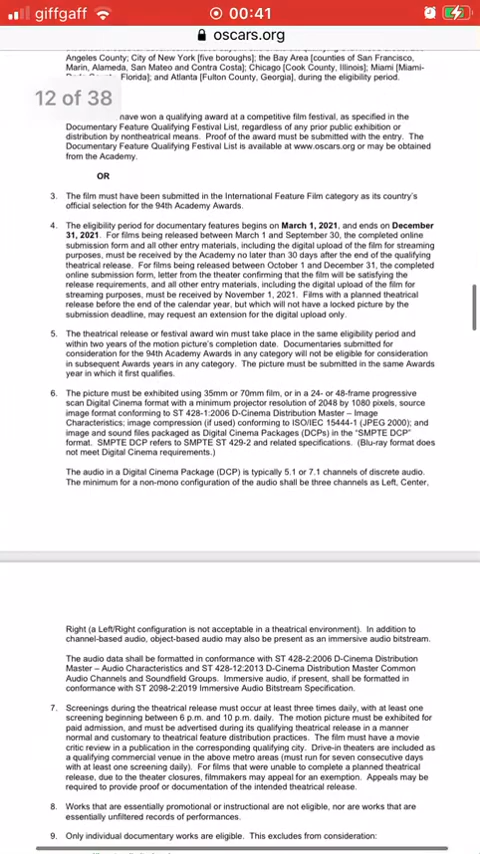 giffgaff
00:41
oscars.org
Angeles County; City of New York [five boroughs]; the Bay Area [counties of San Francisco,
Marin, Alameda, San Mateo and Contra Costa]; Chicago [Cook County, Illinois]; Miami [Miami-
Florida]; and Atlanta [Fulton County, Georgia], during the eligibility period.
12 of 38
have won a qualifying award at a competitive film festival, as specified in the
Documentary Feature Qualifying Festival List, regardless of any prior public exhibition or
distribution by nontheatrical means. Proof of the award must be submitted with the entry. The
Documentary Feature Qualifying Festival List is available at www.oscars.org or may be obtained
from the Academy.
OR
3. The film must have been submitted in the International Feature Film category as its country's
official selection for the 94th Academy Awards.
4. The eligibility period for documentary features begins on March 1, 2021, and ends on December
31, 2021. For films being released between March 1 and September 30, the completed online
submission form and all other entry materials, including the digital upload of the film for streaming
purposes, must be received by the Academy no later than 30 days after the end of the qualifying
theatrical release. For films being released between October 1 and December 31, the completed
online submission form, letter from the theater confirming that the film will be satisfying the
release requirements, and all other entry materials, including the digital upload of the film for
streaming purposes, must be received by November 1, 2021. Films with a planned theatrical
release before the end of the calendar year, but which will not have a locked picture by the
submission deadline, may request an extension for the digital upload only.
5. The theatrical release or festival award win must take place in the same eligibility period and
within two years of the motion picture's completion date. Documentaries submitted for
consideration for the 94th Academy Awards in any category will not be eligible for consideration
in subsequent Awards years in any category. The picture must be submitted in the same Awards
year in which it first qualifies.
6. The picture must be exhibited using 35mm or 70mm film, or in a 24- or 48-frame progressive
scan Digital Cinema format with a minimum projector resolution of 2048 by 1080 pixels, source
image format conforming to ST 428-1:2006 D-Cinema Distribution Master – Image
Characteristics; image compression (if used) conforming to ISO/IEC 15444-1 (JPEG 2000); and
image and sound files packaged as Digital Cinema Packages (DCPs) in the "SMPTE DCP"
format. SMPTE DCP refers to SMPTE ST 429-2 and related specifications. (Blu-ray format does
not meet Digital Cinema requirements.)
The audio in a Digital Cinema Package (DCP) is typically 5.1 or 7.1 channels of discrete audio.
The minimum for a non-mono configuration of the audio shall be three channels as Left, Center,
Right (a Left/Right configuration is not acceptable in a theatrical environment). In addition to
channel-based audio, object-based audio may also be present as an immersive audio bitstream.
The audio data shall be formatted in conformance with ST 428-2:2006 D-Cinema Distribution
Master – Audio Characteristics and ST 428-12:2013 D-Cinema Distribution Master Common
Audio Channels and Soundfield Groups. Immersive audio, if present, shall be formatted in
conformance with ST 2098-2:2019 Immersive Audio Bitstream Specification.
7. Screenings during the theatrical release must occur at least three times daily, with at least one
screening beginning between 6 p.m. and 10 p.m. daily. The motion picture must be exhibited for
paid admission, and must be advertised during its qualifying theatrical release in a manner
normal and customary to theatrical feature distribution practices. The film must have a movie
critic review in a publication in the corresponding qualifying city. Drive-in theaters are included as
a qualifying commercial venue in the above metro areas (must run for seven consecutive days
with at least one screening daily). For films that were unable to complete a planned theatrical
release, due to the theater closures, filmmakers may appeal for an exemption. Appeals may be
required to provide proof or documentation of the intended theatrical release.
8. Works that are essentially promotional or instructional are not eligible, nor are works that are
essentially unfiltered records of performances.
9. Only individual documentary works are eligible. This excludes from consideration: